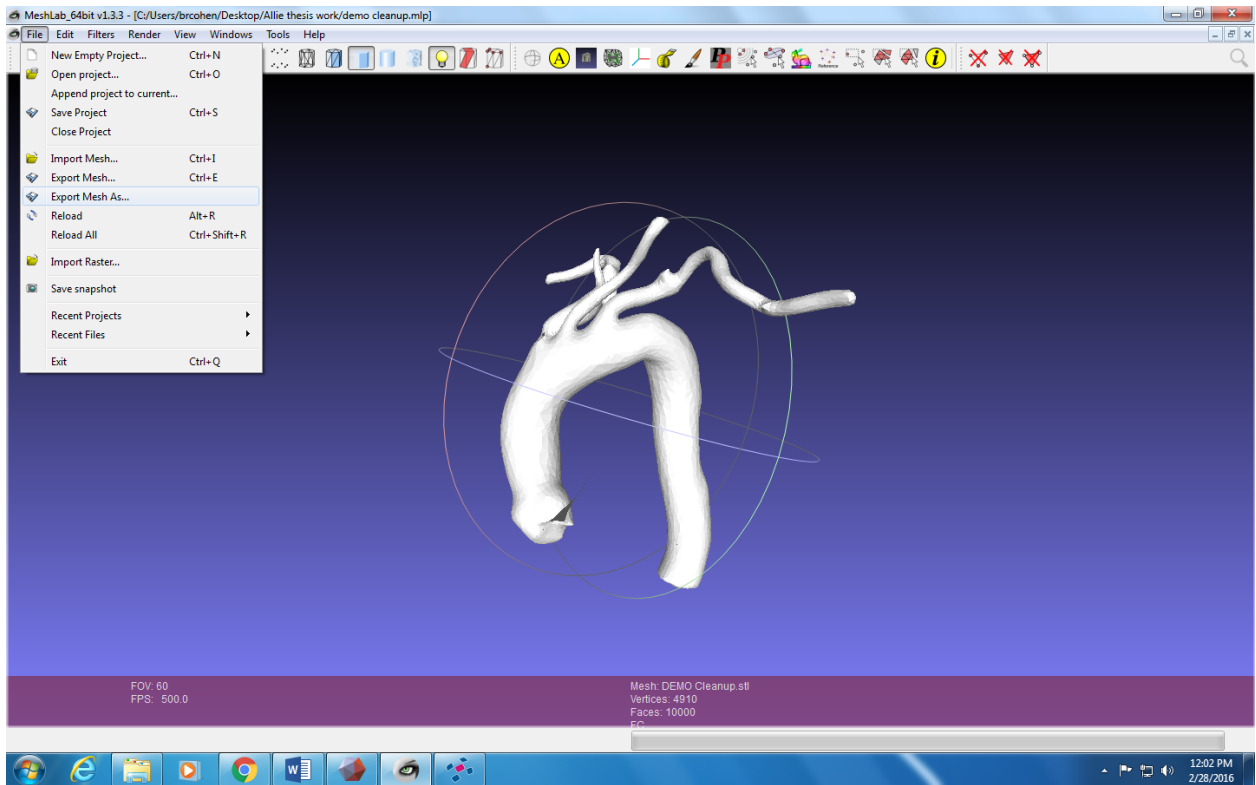 MeshLab_64bit v1.3.3 - [C:/Users/brcohen/Desktop/Allie thesis work/demo cleanup.mlp]
File Edit Filters Render View Windows Tools Help
New Empty Project... Ctrl+N
Open project... Ctrl+O
Append project to current...
Save Project Ctrl+S
Close Project
Import Mesh... Ctrl+I
Export Mesh... Ctrl+E
Export Mesh As...
Reload Alt+R
Reload All Ctrl+Shift+R
Import Raster...
Save snapshot
Recent Projects
Recent Files
Exit Ctrl+Q
FOV: 60
FPS: 500.0
Mesh: DEMO Cleanup.stl
Vertices: 4910
Faces: 10000
FC
12:02 PM
2/28/2016